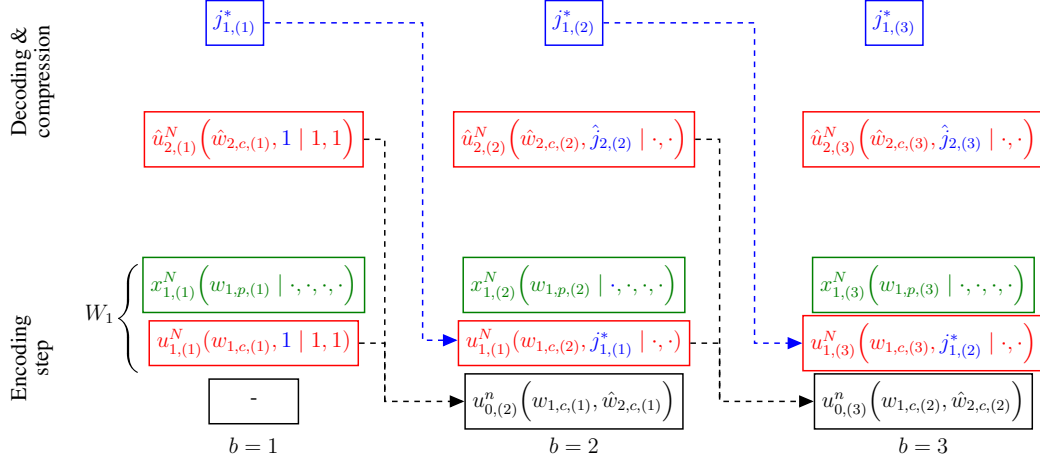 Decoding &
compression
j*_{1,(1)}
j*_{1,(2)}
j*_{1,(3)}
û^N_{2,(1)}(ŵ_{2,c,(1)}, 1 | 1, 1)
û^N_{2,(2)}(ŵ_{2,c,(2)}, ĵ_{2,(2)} | ·, ·)
û^N_{2,(3)}(ŵ_{2,c,(3)}, ĵ_{2,(3)} | ·, ·)
Encoding
step
W_1
x^N_{1,(1)}(w_{1,p,(1)} | ·, ·, ·, ·)
x^N_{1,(2)}(w_{1,p,(2)} | ·, ·, ·, ·)
x^N_{1,(3)}(w_{1,p,(3)} | ·, ·, ·, ·)
u^N_{1,(1)}(w_{1,c,(1)}, 1 | 1, 1)
u^N_{1,(1)}(w_{1,c,(2)}, j*_{1,(1)} | ·, ·)
u^N_{1,(3)}(w_{1,c,(3)}, j*_{1,(2)} | ·, ·)
-
u^n_{0,(2)}(w_{1,c,(1)}, ŵ_{2,c,(1)})
u^n_{0,(3)}(w_{1,c,(2)}, ŵ_{2,c,(2)})
b = 1
b = 2
b = 3